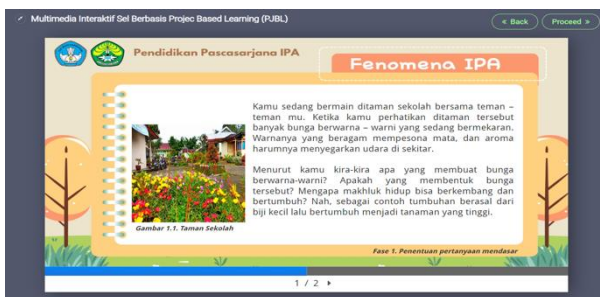 Multimedia Interaktif Sel Berbasis Projec Based Learning (PJBL)
« Back
Proceed »
Pendidikan Pascasarjana IPA
Fenomena IPA
Kamu sedang bermain ditaman sekolah bersama teman –
teman mu. Ketika kamu perhatikan ditaman tersebut
banyak bunga berwarna – warni yang sedang bermekaran.
Warnanya yang beragam mempesona mata, dan aroma
harumnya menyegarkan udara di sekitar.
Menurut kamu kira-kira apa yang membuat bunga
berwarna-warni? Apakah yang membentuk bunga
tersebut? Mengapa makhluk hidup bisa berkembang dan
bertumbuh? Nah, sebagai contoh tumbuhan berasal dari
biji kecil lalu bertumbuh menjadi tanaman yang tinggi.
Gambar 1.1. Taman Sekolah
Fase 1. Penentuan pertanyaan mendasar
1 / 2